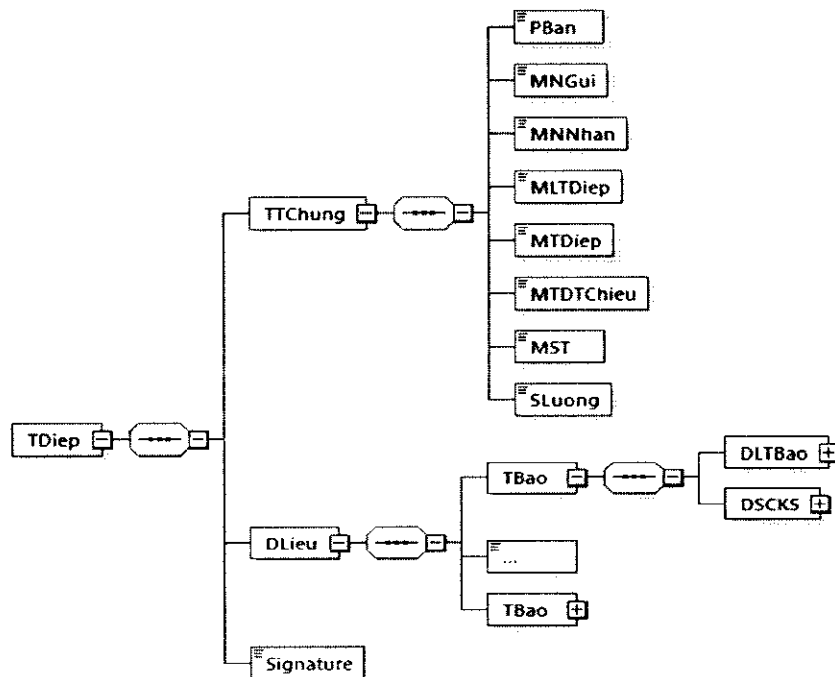 PBan
MNGui
MNNhan
MLTDiep
TTChung
MTDiep
MTDTChieu
MST
SLuong
TDiep
TBao
DLTBao
DSCKS
DLieu
...
TBao
Signature